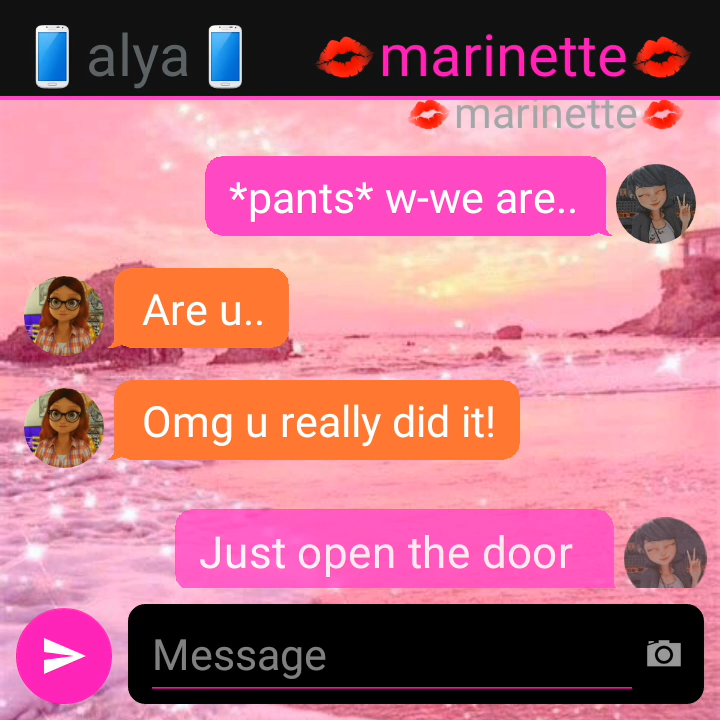 📱 alya 📱 💋marinette💋
💋marinette💋
*pants* w-we are..
Are u..
Omg u really did it!
Just open the door
Message